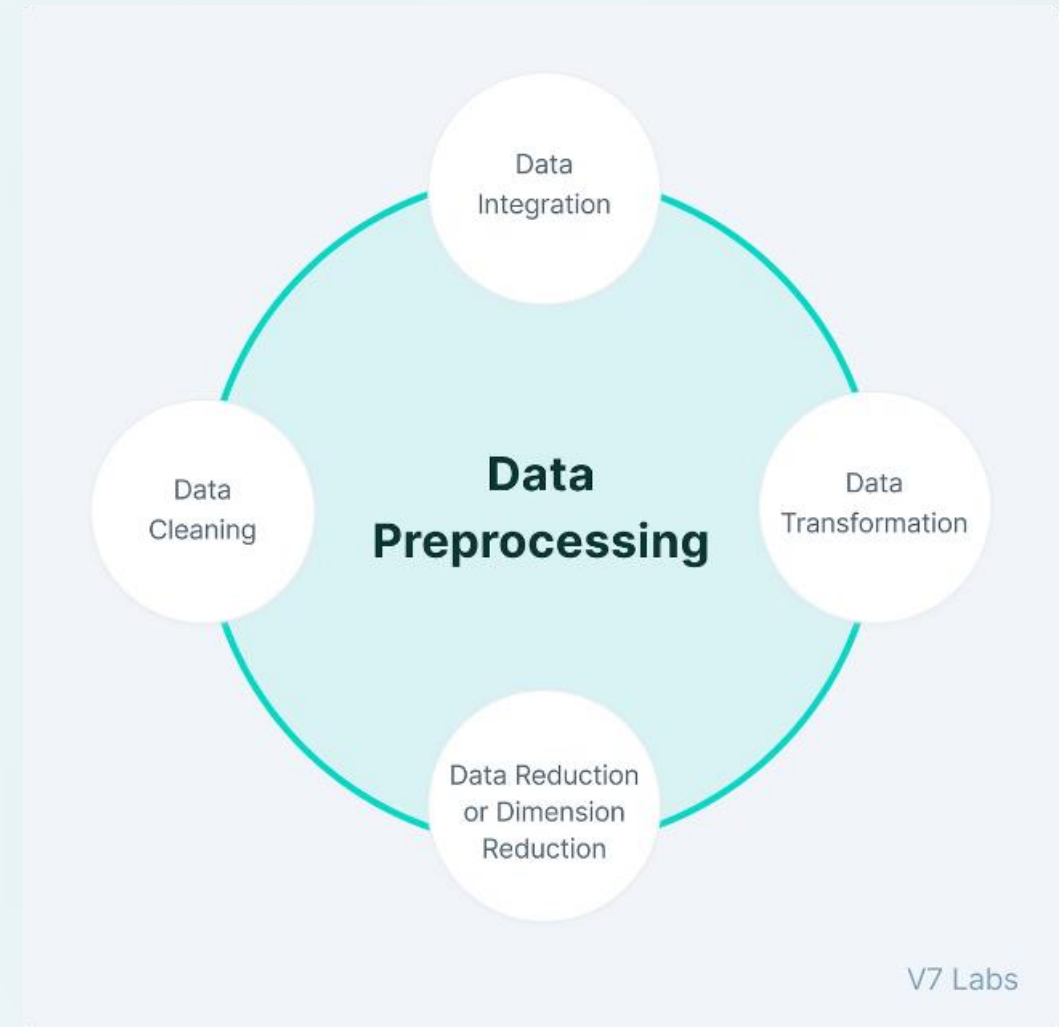 Data
Integration
Data
Cleaning
Data
Preprocessing
Data
Transformation
Data Reduction
or Dimension
Reduction
V7 Labs